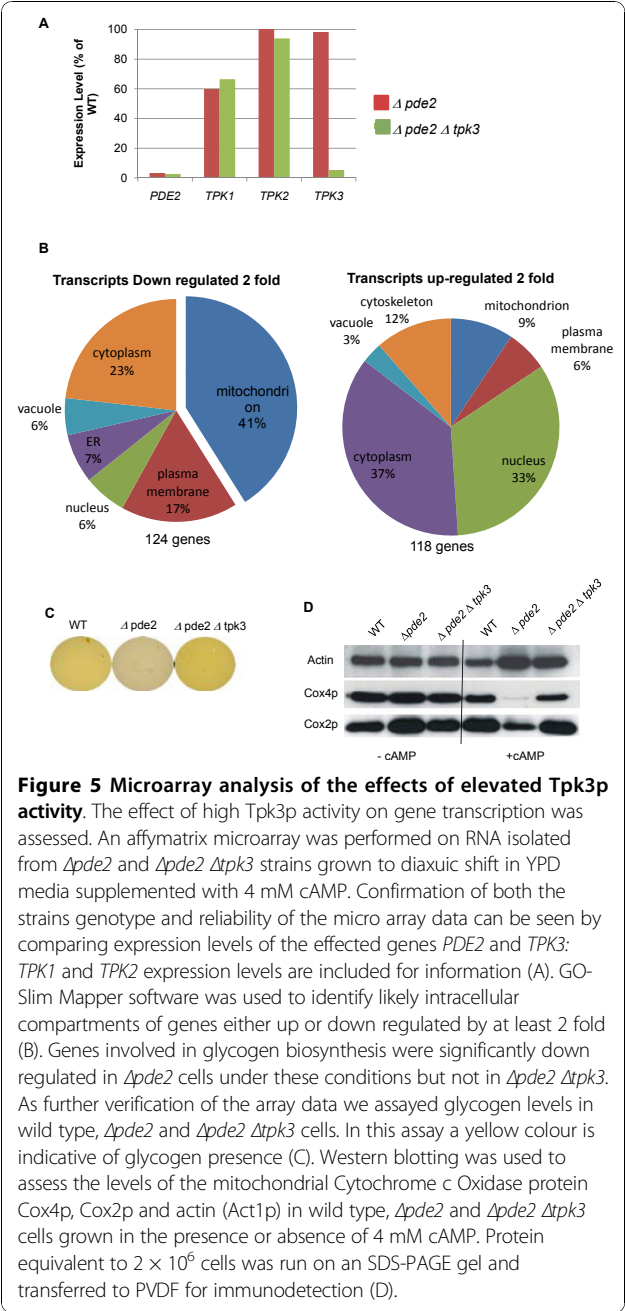 A
Expression Level (% of
WT)
100
80
60
40
20
0
PDE2
TPK1
TPK2
TPK3
Δ pde2
Δ pde2 Δ tpk3
B
Transcripts Down regulated 2 fold
cytoplasm
23%
vacuole
6%
ER
7%
nucleus
6%
plasma
membrane
17%
mitochondri
on
41%
124 genes
Transcripts up-regulated 2 fold
cytoskeleton
12%
vacuole
3%
mitochondrion
9%
plasma
membrane
6%
cytoplasm
37%
nucleus
33%
118 genes
C
WT
Δ pde2
Δ pde2 Δ tpk3
D
WT
Δpde2
Δ pde2 Δ tpk3
WT
Δ pde2
Δ pde2 Δ tpk3
Actin
Cox4p
Cox2p
- cAMP
+cAMP
Figure 5 Microarray analysis of the effects of elevated Tpk3p
activity. The effect of high Tpk3p activity on gene transcription was
assessed. An affymatrix microarray was performed on RNA isolated
from Δpde2 and Δpde2 Δtpk3 strains grown to diaxuic shift in YPD
media supplemented with 4 mM cAMP. Confirmation of both the
strains genotype and reliability of the micro array data can be seen by
comparing expression levels of the effected genes PDE2 and TPK3:
TPK1 and TPK2 expression levels are included for information (A). GO-
Slim Mapper software was used to identify likely intracellular
compartments of genes either up or down regulated by at least 2 fold
(B). Genes involved in glycogen biosynthesis were significantly down
regulated in Δpde2 cells under these conditions but not in Δpde2 Δtpk3.
As further verification of the array data we assayed glycogen levels in
wild type, Δpde2 and Δpde2 Δtpk3 cells. In this assay a yellow colour is
indicative of glycogen presence (C). Western blotting was used to
assess the levels of the mitochondrial Cytochrome c Oxidase protein
Cox4p, Cox2p and actin (Act1p) in wild type, Δpde2 and Δpde2 Δtpk3
cells grown in the presence or absence of 4 mM cAMP. Protein
equivalent to 2 × 10⁶ cells was run on an SDS-PAGE gel and
transferred to PVDF for immunodetection (D).